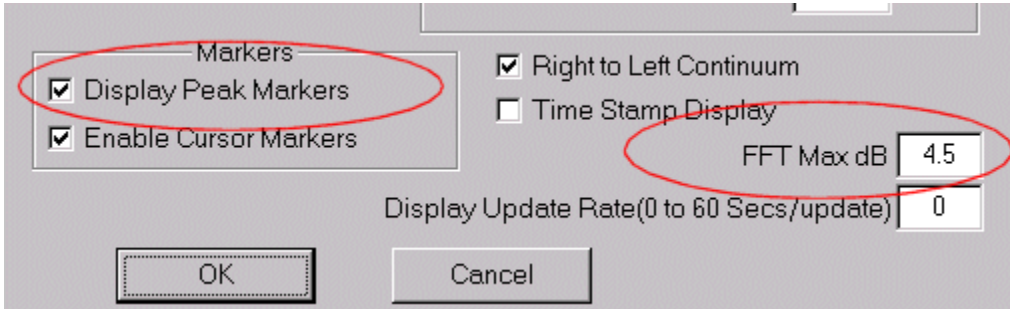 Markers
Display Peak Markers
Enable Cursor Markers
Right to Left Continuum
Time Stamp Display
FFT Max dB 4.5
Display Update Rate(0 to 60 Secs/update) 0
OK
Cancel